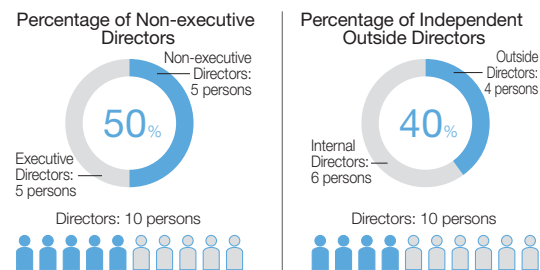 Percentage of Non-executive
Directors
Non-executive
Directors:
5 persons
50%
Executive
Directors:
5 persons
Directors: 10 persons
Percentage of Independent
Outside Directors
Outside
Directors:
4 persons
40%
Internal
Directors:
6 persons
Directors: 10 persons